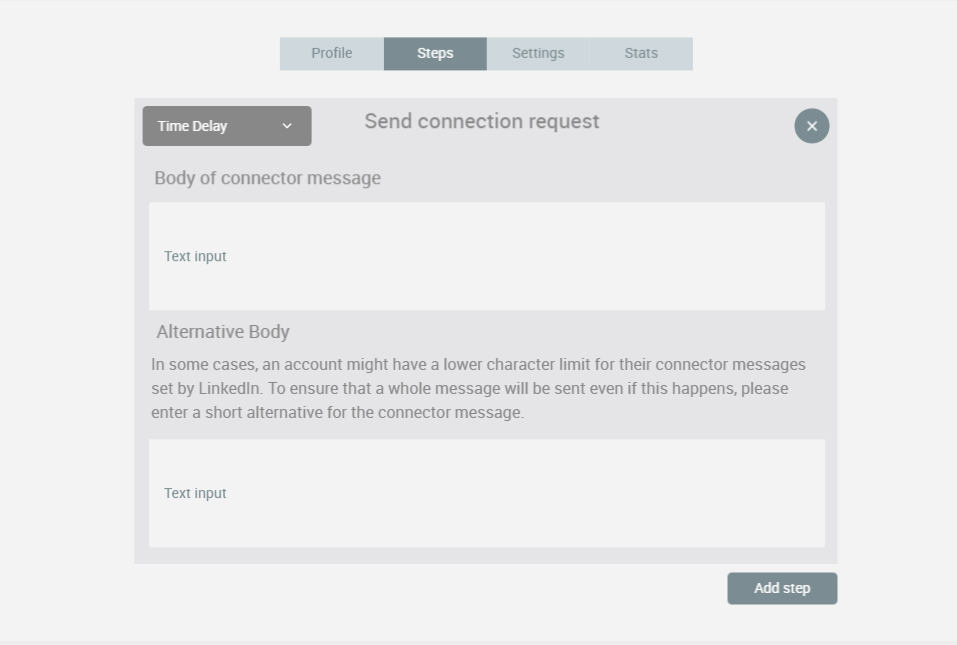 Profile Steps Settings Stats
Time Delay
Send connection request
Body of connector message
Text input
Alternative Body
In some cases, an account might have a lower character limit for their connector messages
set by LinkedIn. To ensure that a whole message will be sent even if this happens, please
enter a short alternative for the connector message.
Text input
Add step